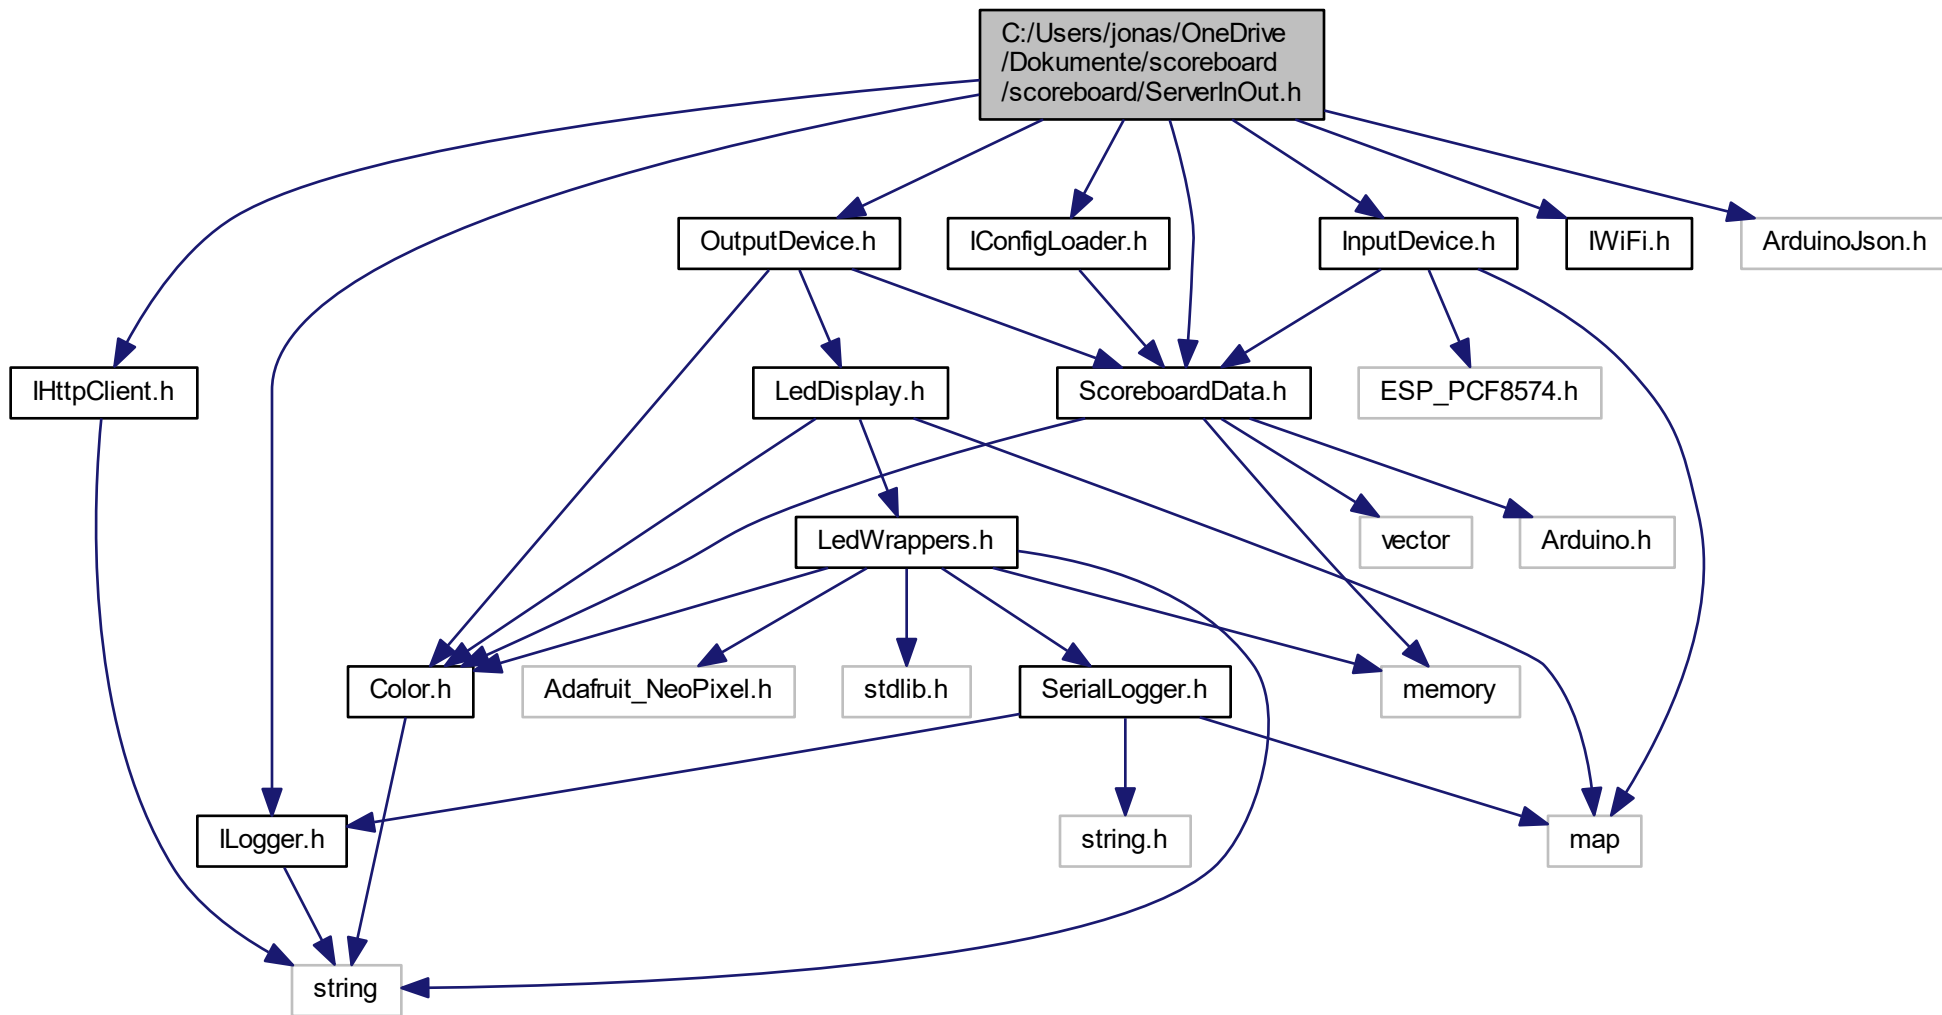 C:/Users/jonas/OneDrive
/Dokumente/scoreboard
/scoreboard/ServerInOut.h
OutputDevice.h
IConfigLoader.h
InputDevice.h
IWiFi.h
ArduinoJson.h
IHttpClient.h
LedDisplay.h
ScoreboardData.h
ESP_PCF8574.h
LedWrappers.h
vector
Arduino.h
Color.h
Adafruit_NeoPixel.h
stdlib.h
SerialLogger.h
memory
ILogger.h
string.h
map
string